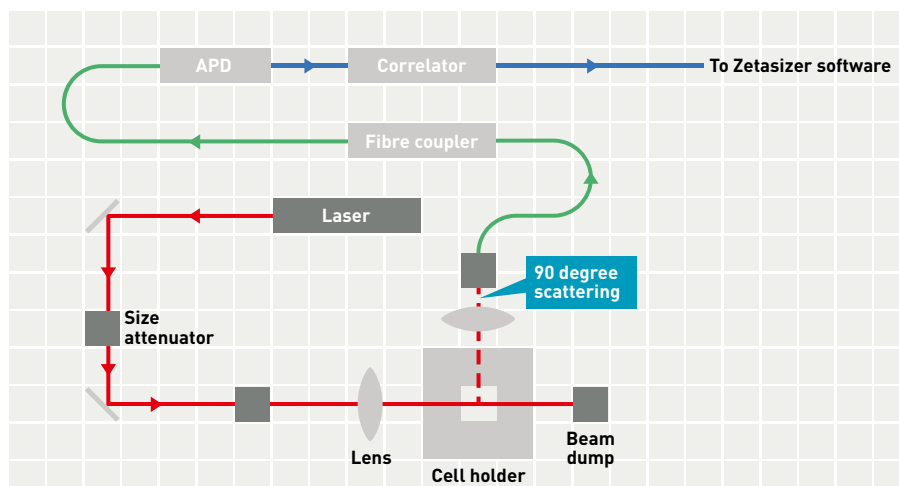 APD
Correlator
To Zetasizer software
Fibre coupler
Laser
90 degree
scattering
Size
attenuator
Lens
Cell holder
Beam
dump